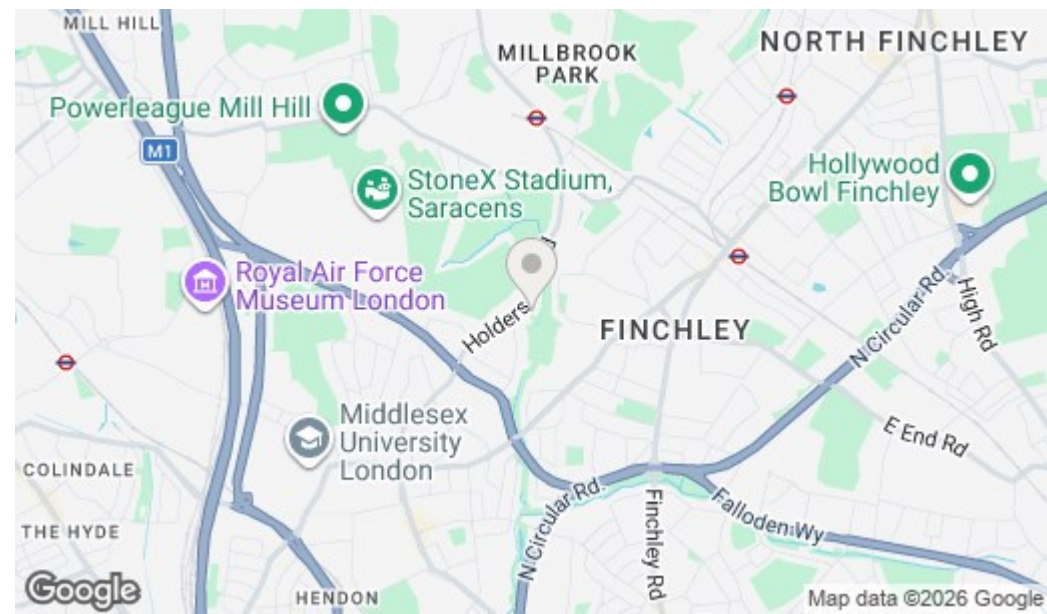 MILL HILL
MILLBROOK
PARK
NORTH FINCHLEY
Powerleague Mill Hill
M1
StoneX Stadium,
Saracens
Hollywood
Bowl Finchley
Royal Air Force
Museum London
Holders
FINCHLEY
N Circular Rd.
High Rd
Middlesex
University
London
E End Rd
COLINDALE
THE HYDE
N Circular Rd.
Finchley Rd
Falloden Wy
Google
HENDON
Map data ©2026 Google